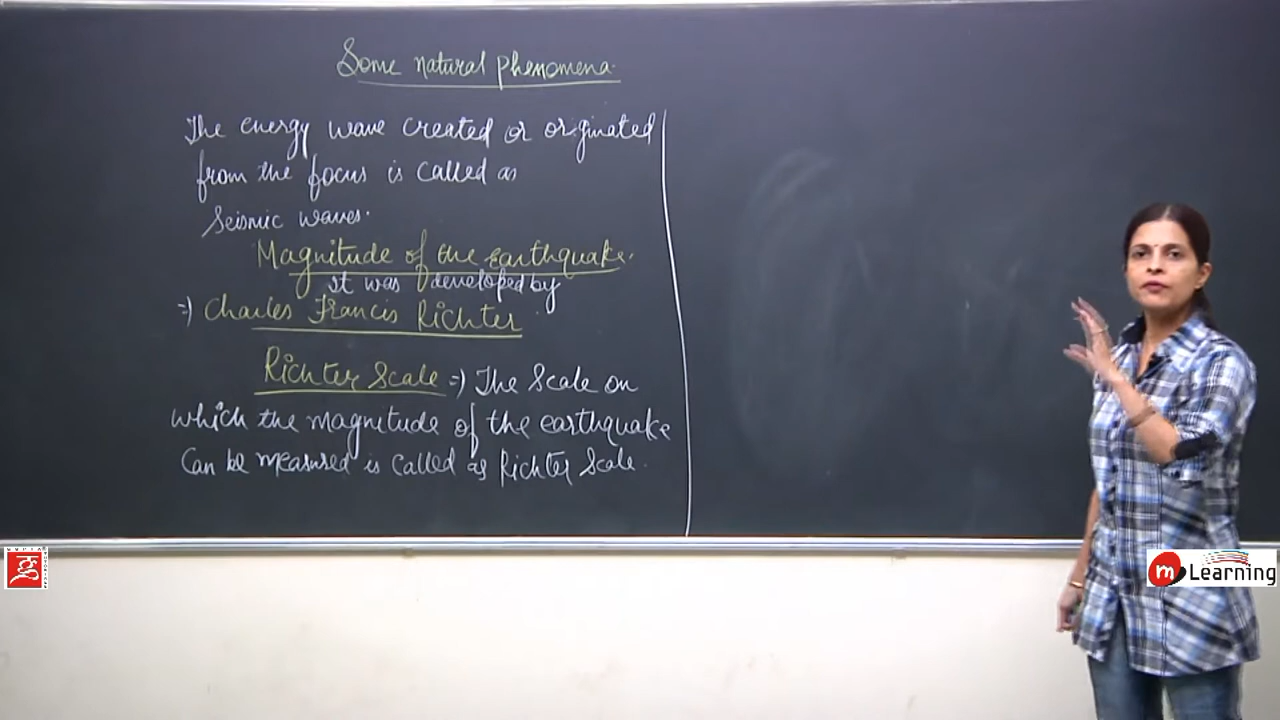 Some natural phenomena.
The energy wave created or originated
from the focus is called as
Seismic waves.
Magnitude of the earthquake.
it was developed by
=) Charles Francis Richter
Richter Scale =) The Scale on
which the magnitude of the earthquake
Can be measured is called as Richter Scale.
m Learning